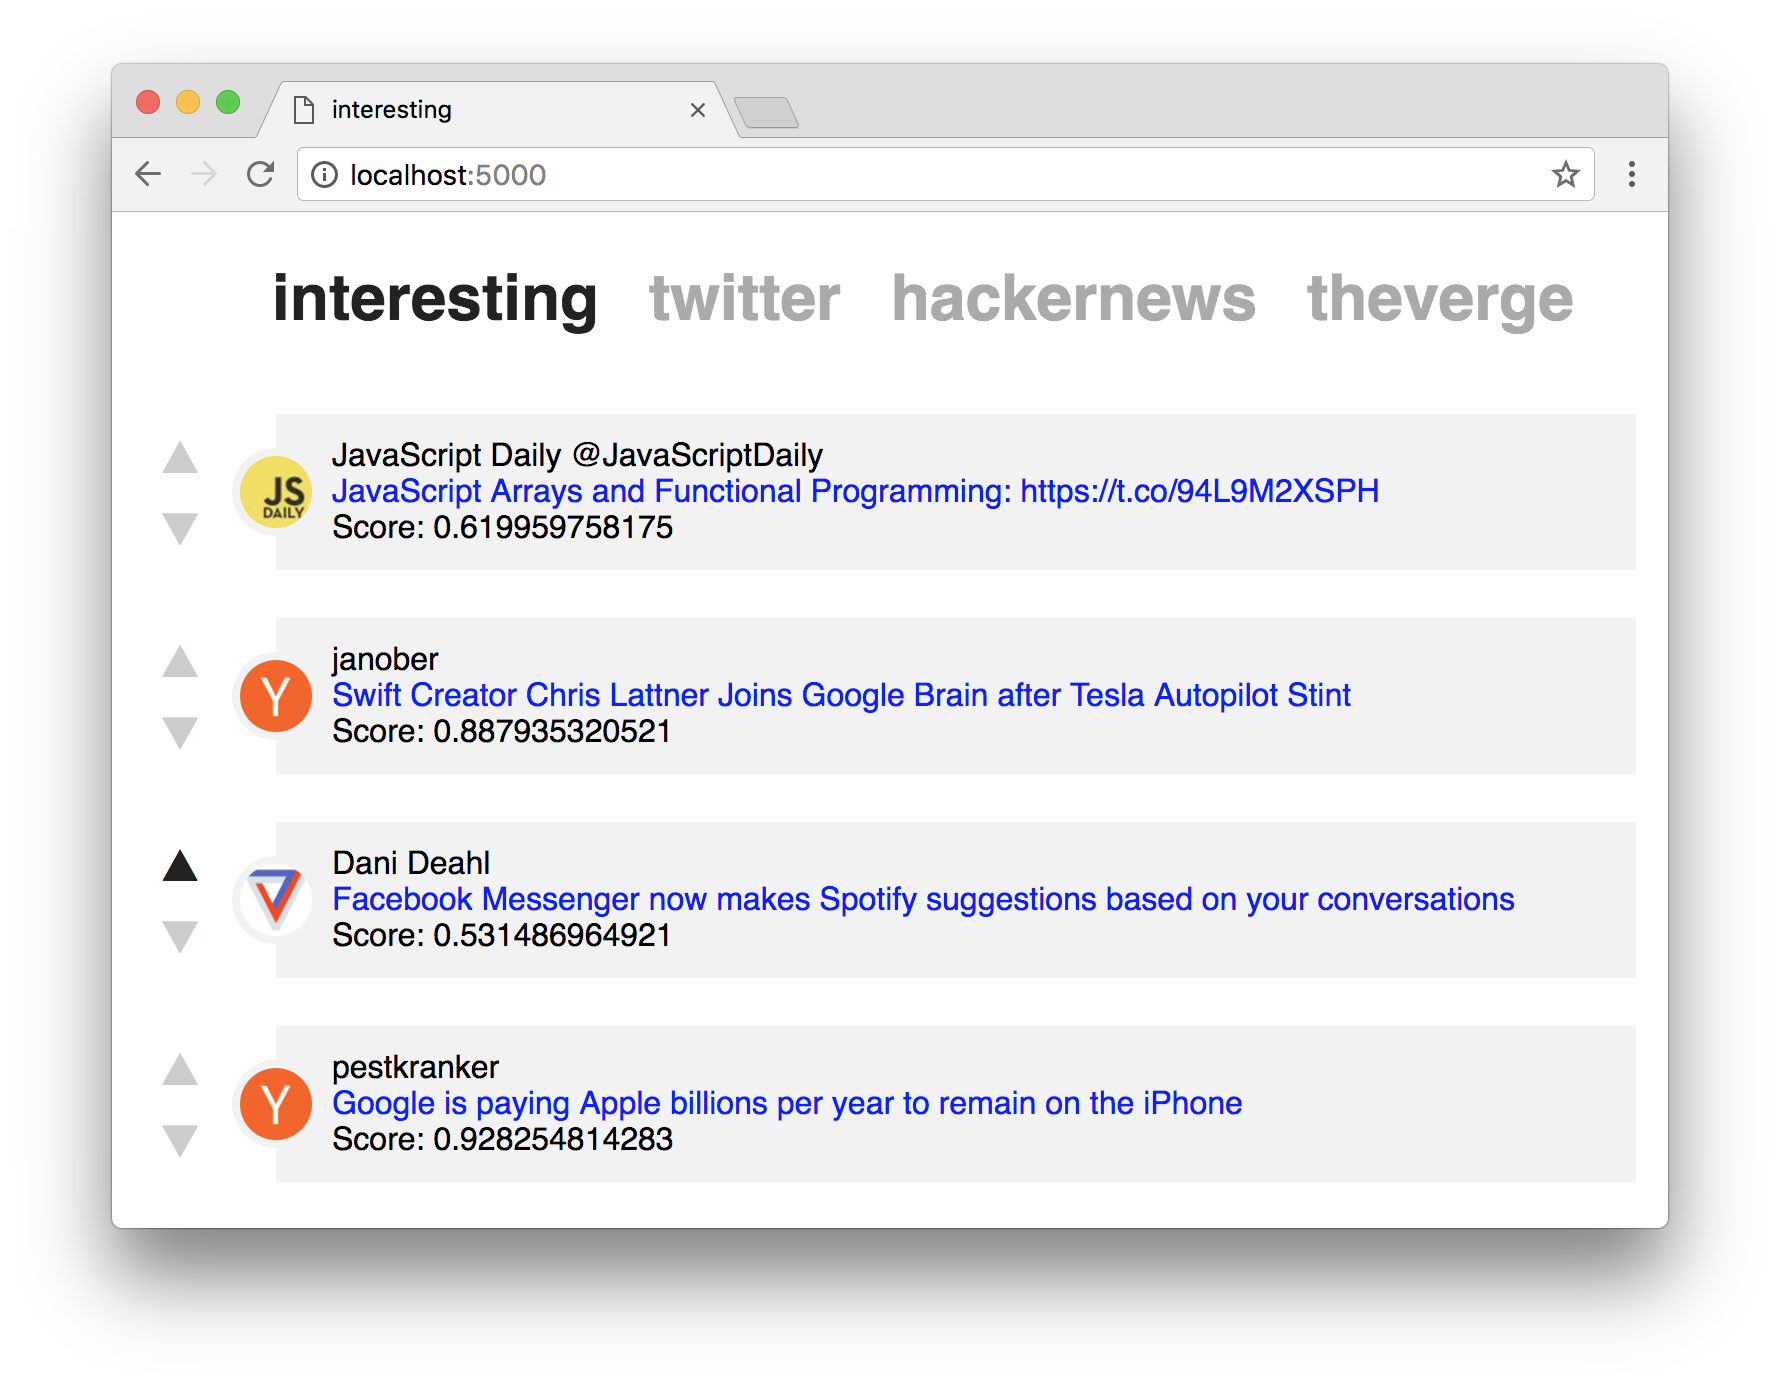 interesting
localhost:5000
interesting twitter hackernews theverge
JavaScript Daily @JavaScriptDaily
JS
DAILY
JavaScript Arrays and Functional Programming: https://t.co/94L9M2XSPH
Score: 0.619959758175
janober
Y
Swift Creator Chris Lattner Joins Google Brain after Tesla Autopilot Stint
Score: 0.887935320521
Dani Deahl
Facebook Messenger now makes Spotify suggestions based on your conversations
Score: 0.531486964921
pestkranker
Y
Google is paying Apple billions per year to remain on the iPhone
Score: 0.928254814283